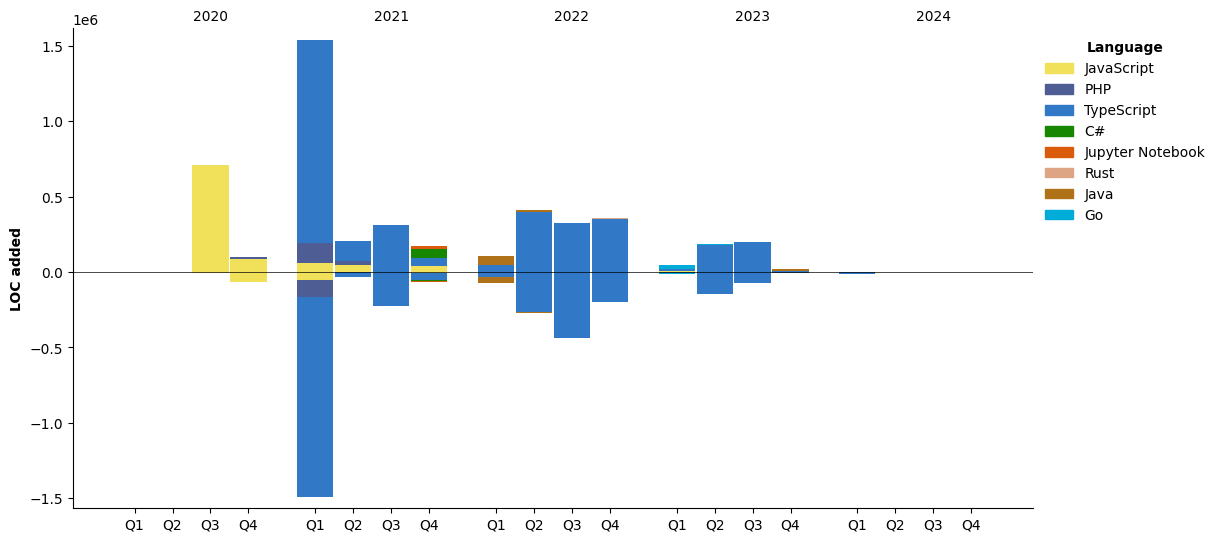 1e6
2020 2021 2022 2023 2024
1.5
1.0
0.5
0.0
−0.5
−1.0
−1.5
LOC added
Q1 Q2 Q3 Q4 Q1 Q2 Q3 Q4 Q1 Q2 Q3 Q4 Q1 Q2 Q3 Q4 Q1 Q2 Q3 Q4
Language
JavaScript
PHP
TypeScript
C#
Jupyter Notebook
Rust
Java
Go